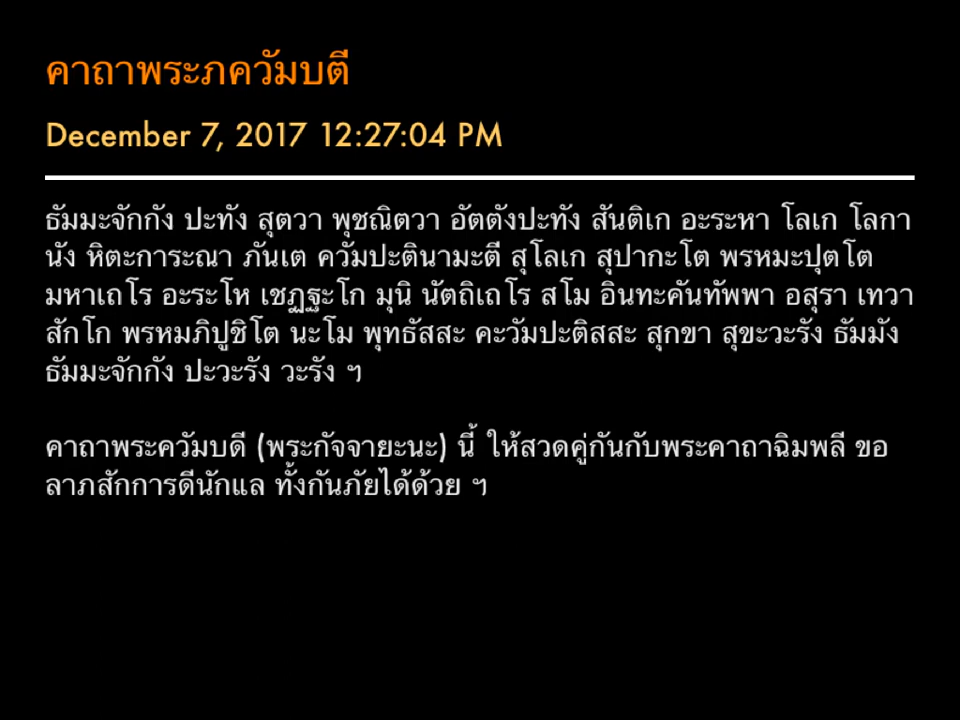 คาถาพระภควัมบตี
December 7, 2017 12:27:04 PM
ธัมมะจักกัง ปะทัง สุตวา พุชณิตวา อัตตังปะทัง สันติเก อะระหา โลเก โลกา
นัง หิตะการะณา ภันเต ควัมปะตินามะตี สุโลเก สุปากะโต พรหมะปุตโต
มหาเถโร อะระโห เชฏฐะโก มุนิ นัตถิเถโร สโม อินทะคันทัพพา อสุรา เทวา
สักโก พรหมภิปูชิโต นะโม พุทธัสสะ คะวัมปะติสสะ สุกขา สุขะวะรัง ธัมมัง
ธัมมะจักกัง ปะวะรัง วะรัง ฯ
คาถาพระควัมบดี (พระกัจจายะนะ) นี้ ให้สวดคู่กันกับพระคาถาฉิมพลี ขอ
ลาภสักการดีนักแล ทั้งกันภัยได้ด้วย ฯ